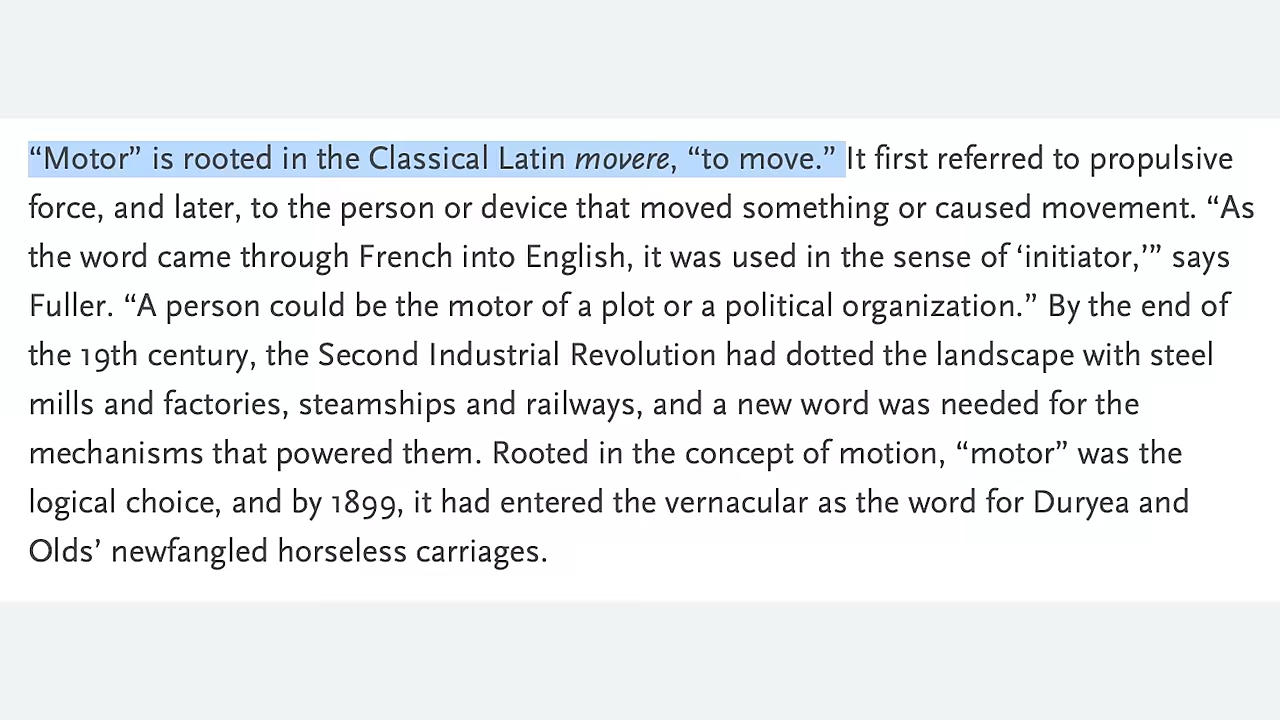 “Motor” is rooted in the Classical Latin movere, “to move.” It first referred to propulsive
force, and later, to the person or device that moved something or caused movement. “As
the word came through French into English, it was used in the sense of ‘initiator,’” says
Fuller. “A person could be the motor of a plot or a political organization.” By the end of
the 19th century, the Second Industrial Revolution had dotted the landscape with steel
mills and factories, steamships and railways, and a new word was needed for the
mechanisms that powered them. Rooted in the concept of motion, “motor” was the
logical choice, and by 1899, it had entered the vernacular as the word for Duryea and
Olds’ newfangled horseless carriages.